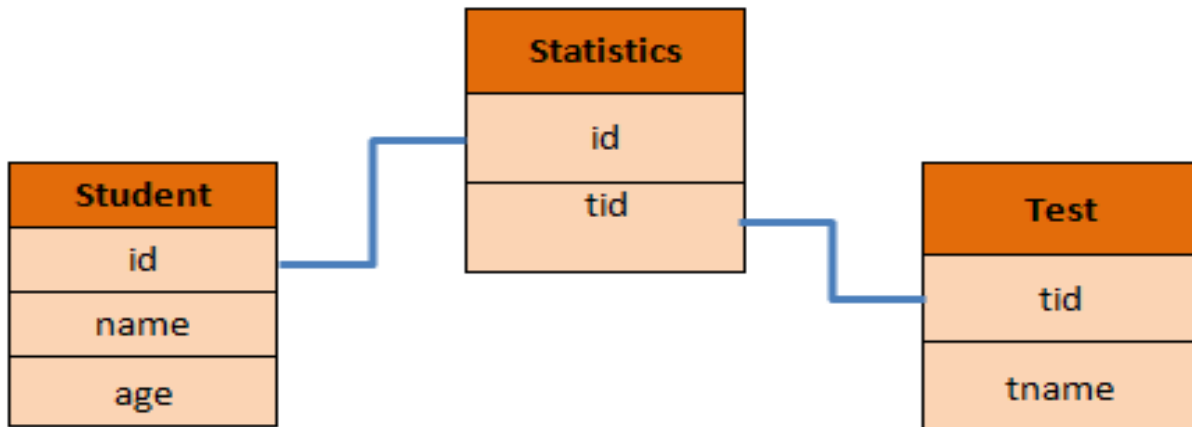 Statistics
id
tid
Student
id
name
age
Test
tid
tname